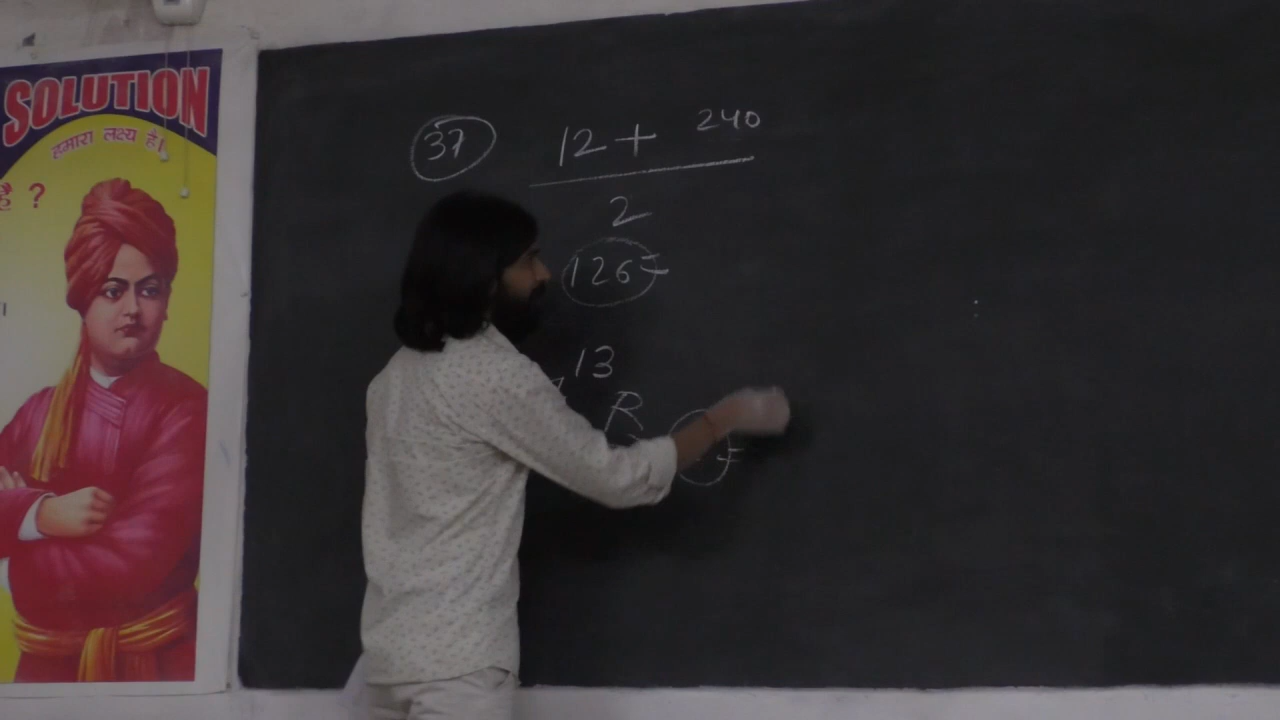 SOLUTION
हमारा लक्ष्य है।
है ?
37 12 + 240
2
126 =
13
R
=